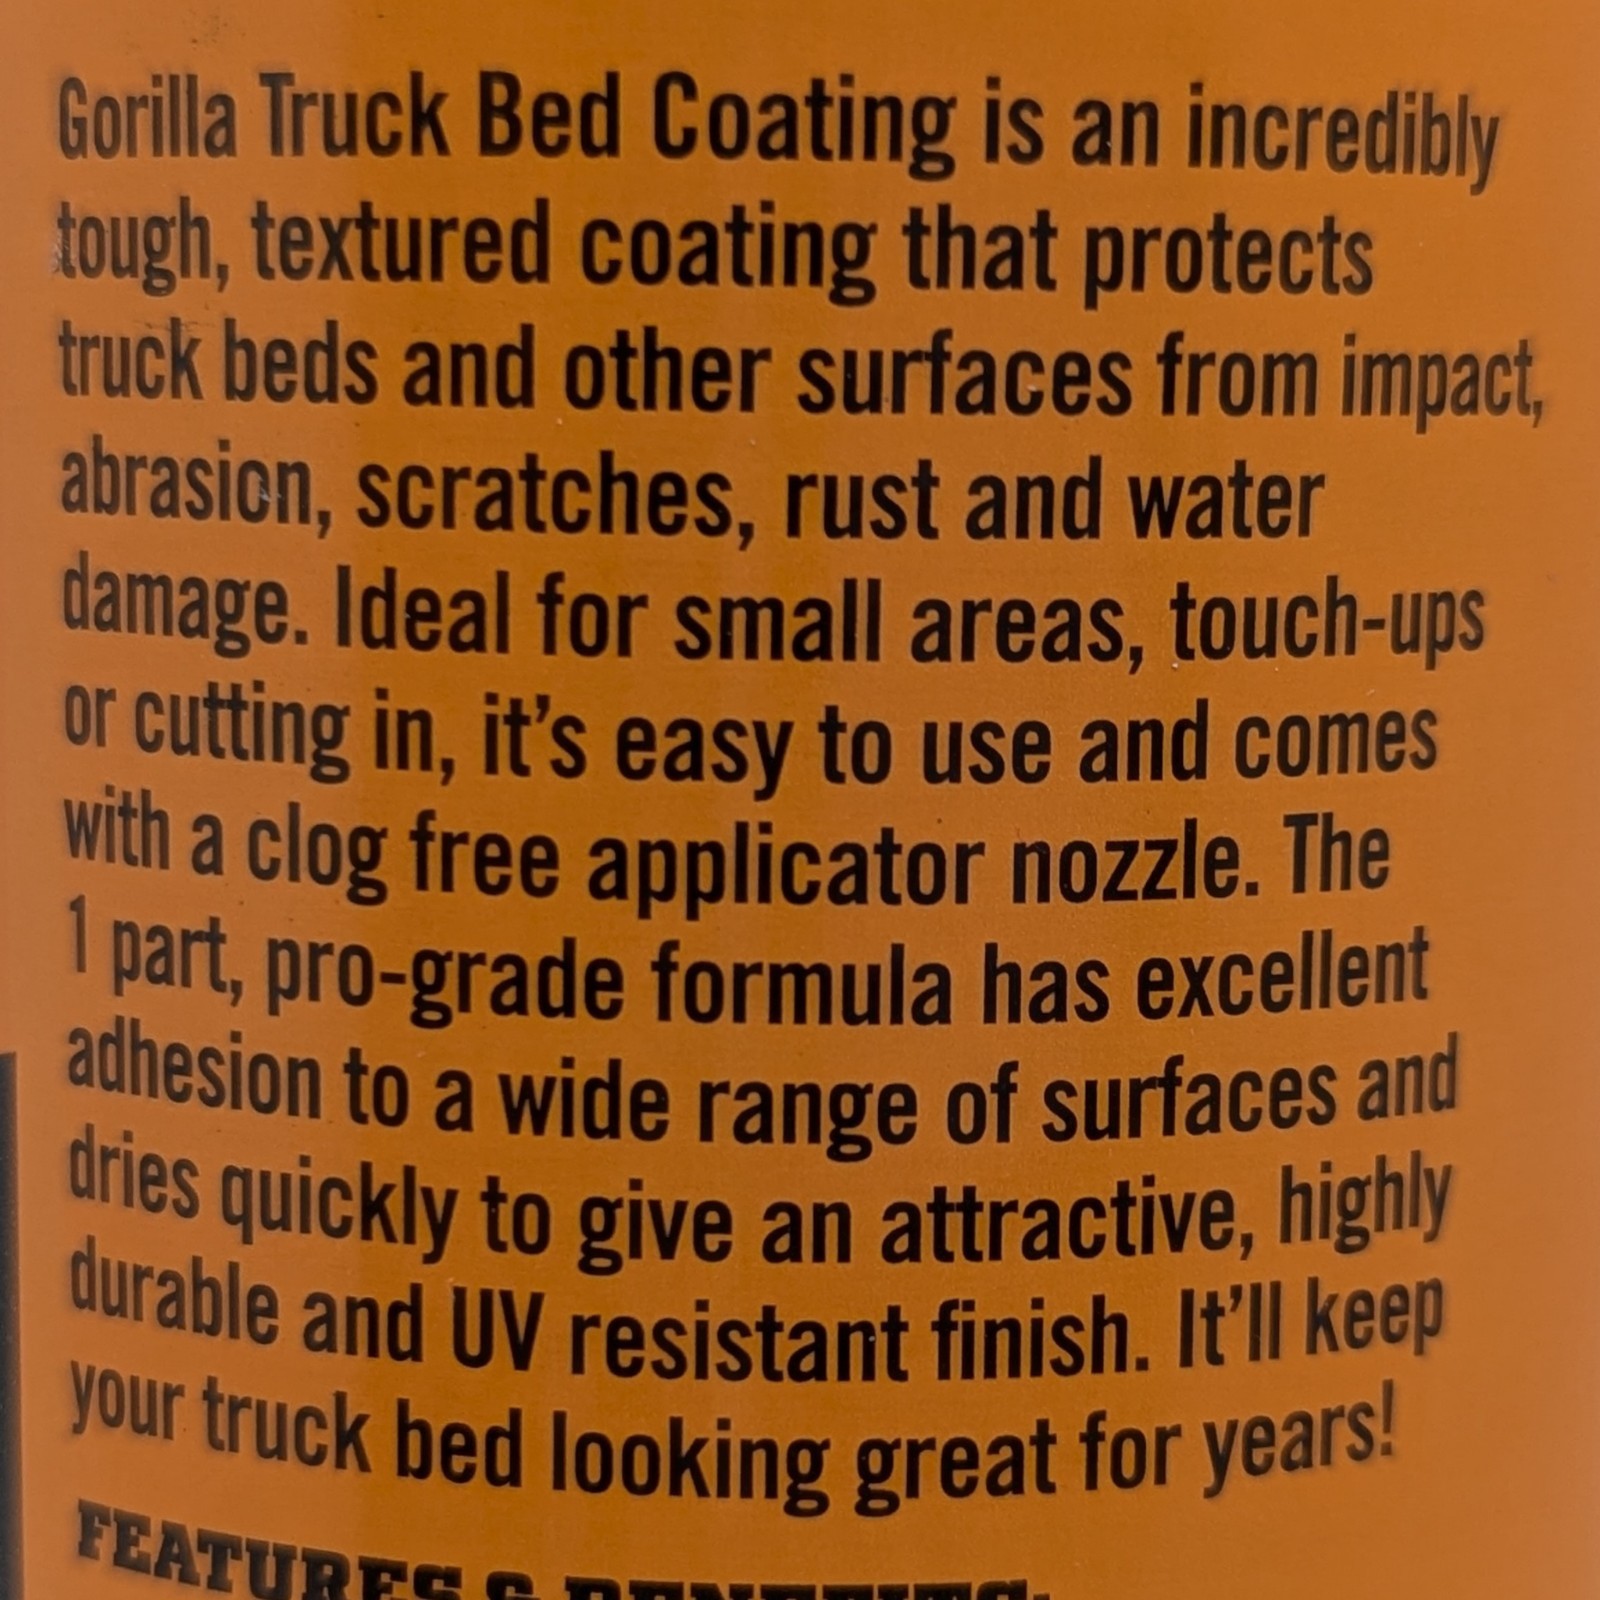 Gorilla Truck Bed Coating is an incredibly
tough, textured coating that protects
truck beds and other surfaces from impact,
abrasion, scratches, rust and water
damage. Ideal for small areas, touch-ups
or cutting in, it’s easy to use and comes
with a clog free applicator nozzle. The
1 part, pro-grade formula has excellent
adhesion to a wide range of surfaces and
dries quickly to give an attractive, highly
durable and UV resistant finish. It’ll keep
your truck bed looking great for years!
FEATURES & BENEFITS: